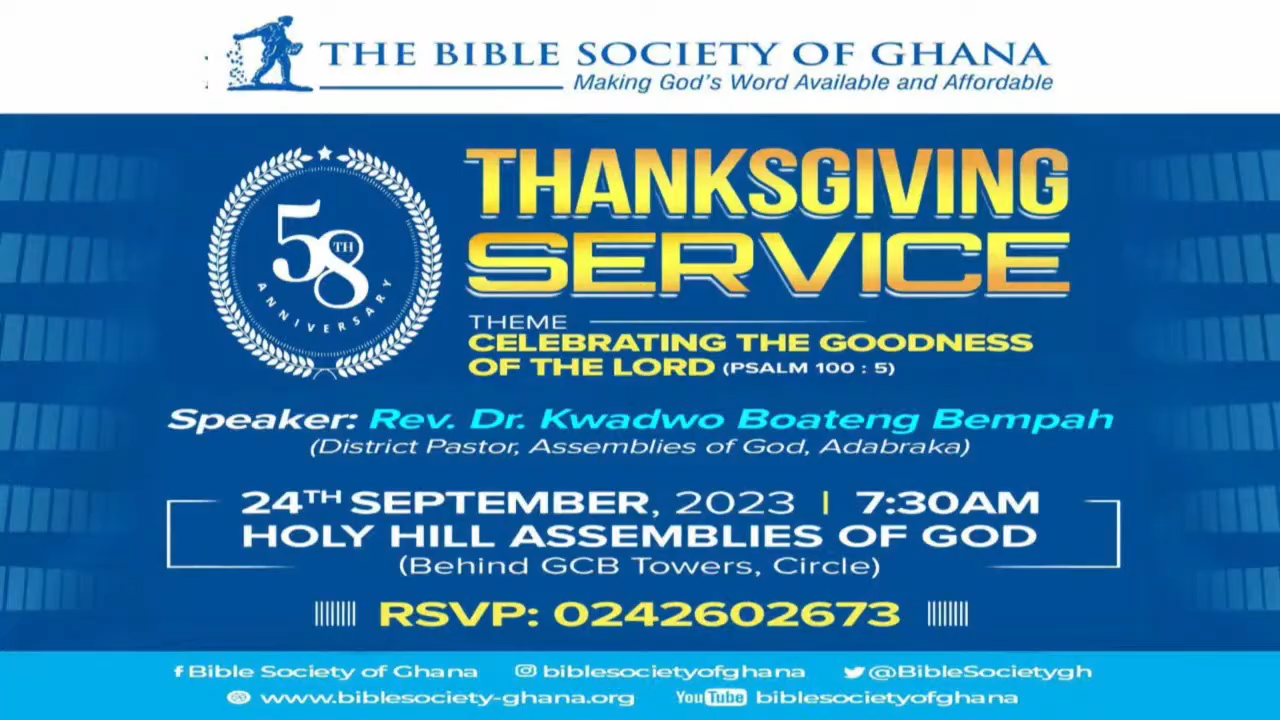 THE BIBLE SOCIETY OF GHANA
Making God's Word Available and Affordable
58TH
ANNIVERSARY
THANKSGIVING
SERVICE
THEME
CELEBRATING THE GOODNESS
OF THE LORD (PSALM 100 : 5)
Speaker: Rev. Dr. Kwadwo Boateng Bempah
(District Pastor, Assemblies of God, Adabraka)
24TH SEPTEMBER, 2023 | 7:30AM
HOLY HILL ASSEMBLIES OF GOD
(Behind GCB Towers, Circle)
RSVP: 0242602673
f Bible Society of Ghana biblesocietyofghana @BibleSocietygh
www.biblesociety-ghana.org YouTube biblesocietyofghana